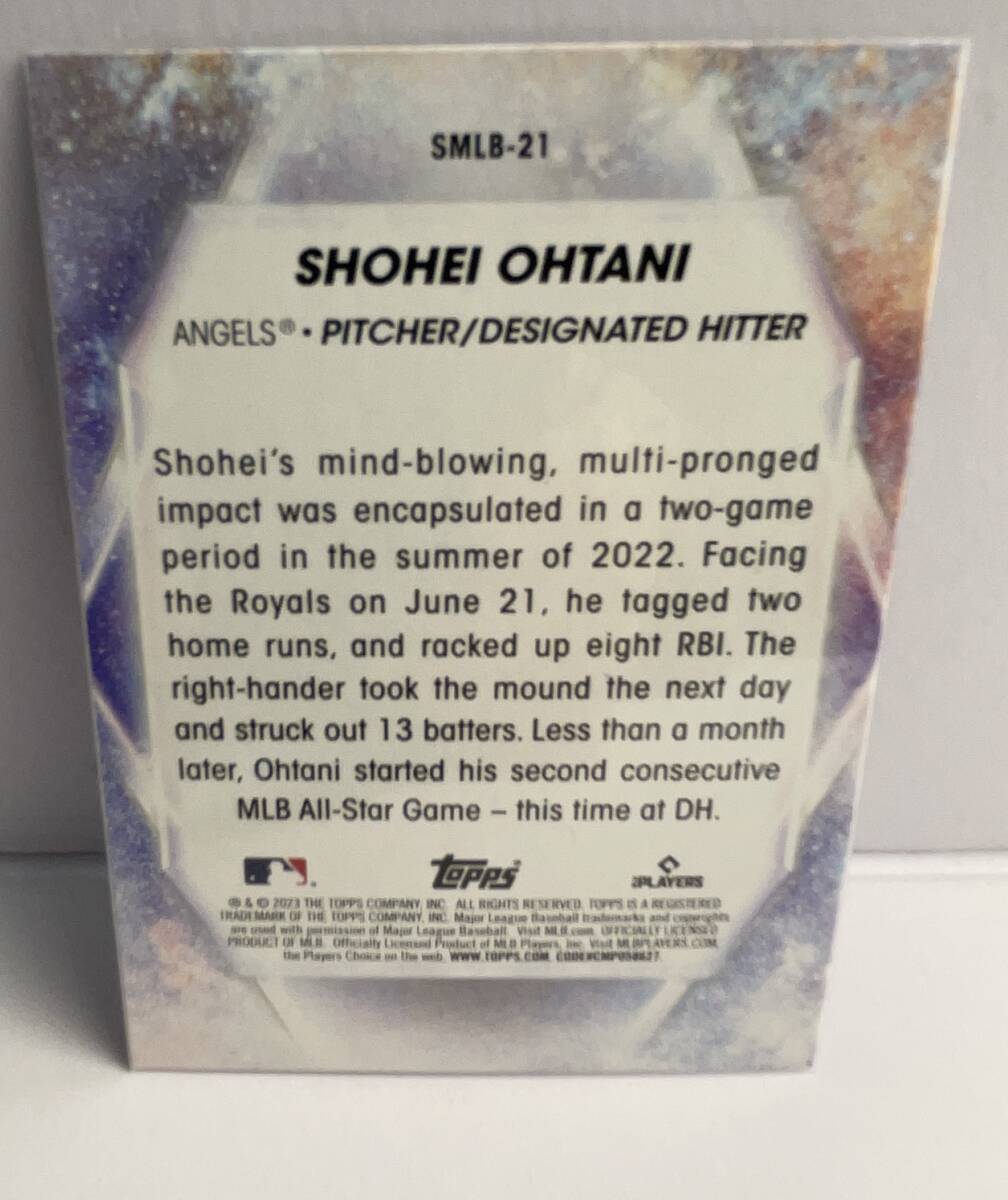 SMLB-21
SHOHEI OHTANI
ANGELS® • PITCHER/DESIGNATED HITTER
Shohei's mind-blowing, multi-pronged
impact was encapsulated in a two-game
period in the summer of 2022. Facing
the Royals on June 21, he tagged two
home runs, and racked up eight RBI. The
right-hander took the mound the next day
and struck out 13 batters. Less than a month
later, Ohtani started his second consecutive
MLB All-Star Game – this time at DH.
Topps PLAYERS
® & © 2023 THE TOPPS COMPANY, INC. ALL RIGHTS RESERVED. TOPPS IS A REGISTERED
TRADEMARK OF THE TOPPS COMPANY, INC. Major League Baseball trademarks and copyrights
are used with permission of Major League Baseball. Visit MLB.com. OFFICIALLY LICENSED
PRODUCT OF MLB. Officially Licensed Product of MLB Players, Inc. Visit MLBPLAYERS.COM,
the Players Choice on the web. WWW.TOPPS.COM.